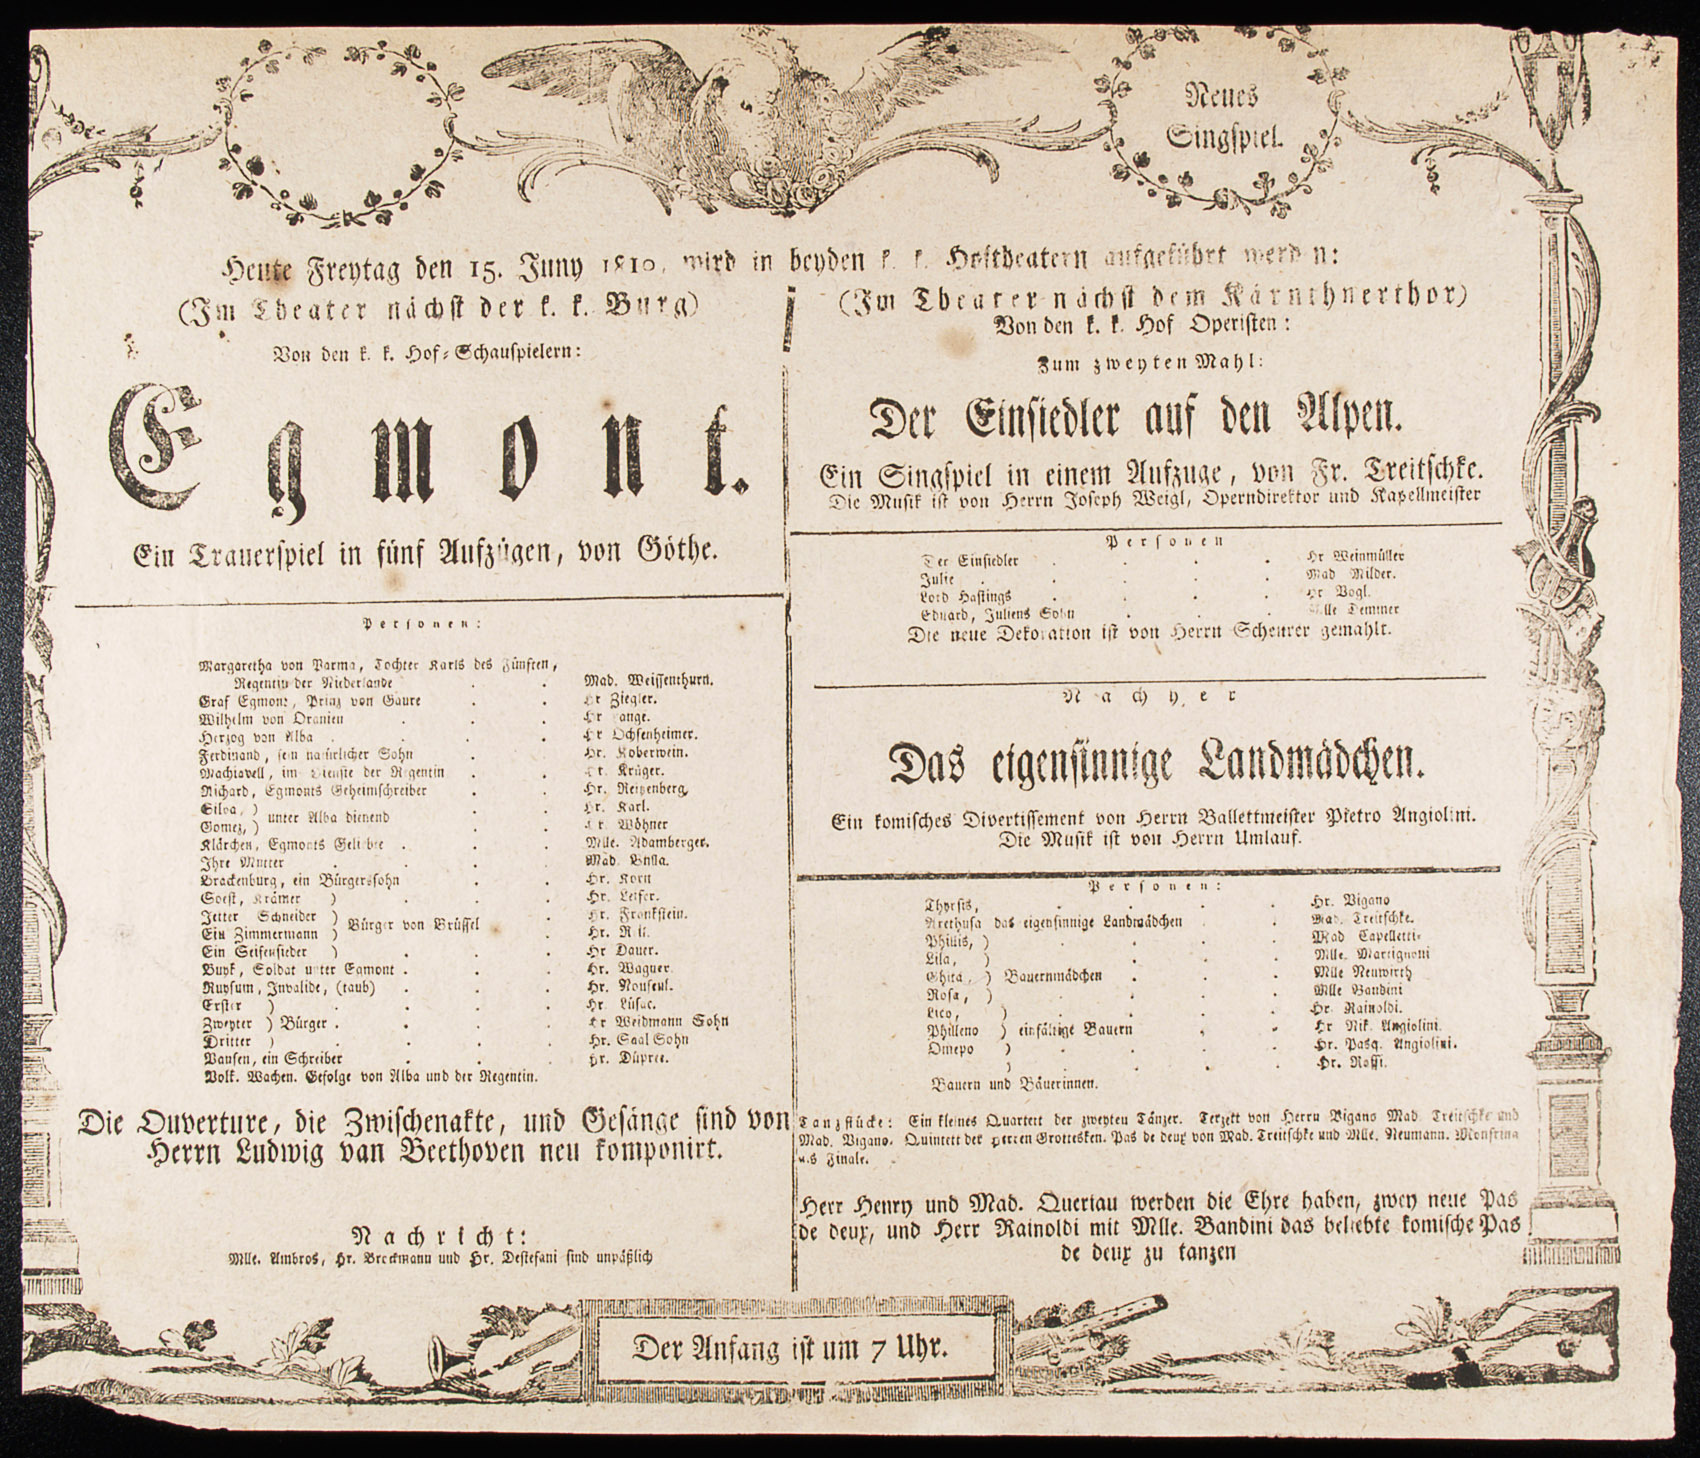 Neues
Singspiel.
Heute Freytag den 15. Juny 1810, wird in beyden k. k. Hoftheatern aufgeführt werden:
(Im Theater nächst der k. k. Burg)
Von den k. k. Hof-Schauspielern:
Egmont.
Ein Trauerspiel in fünf Aufzügen, von Göthe.
Personen:
Margaretha von Parma, Tochter Karls des Fünften,
Regentin der Niederlande . . Mad. Weissenthurn.
Graf Egmont, Prinz von Gaure . . Hr Ziegler.
Wilhelm von Oranien . . . Hr Lange.
Herzog von Alba . . . . Hr Ochsenheimer.
Ferdinand, sein natürlicher Sohn . . Hr. Koberwein.
Machiavell, im Dienste der Regentin . . Hr. Krüger.
Richard, Egmonts Geheimschreiber . . Hr. Reitzenberg
Silva, ) unter Alba dienend . . Hr. Karl.
Gomez, ) . . Hr. Wöhner
Klärchen, Egmonts Geliebte . . . Mlle. Adamberger.
Ihre Mutter . . . . Mad.
Brackenburg, ein Bürgerssohn . . Hr. Korn
Soest, Krämer ) . . . Hr. Leifer.
Jetter Schneider ) Bürger von Brüssel . Hr. Frankstein.
Ein Zimmermann ) . Hr.
Ein Seifensieder ) . . . Hr Dauer.
Buyk, Soldat unter Egmont . . . Hr. Wagner.
Ruysum, Invalide, (taub) . . . Hr. Nouseul.
Erster ) . . . . Hr.
Zweyter ) Bürger . . . . Hr Weidmann Sohn
Dritter ) . . . . Hr. Saal Sohn
Vansen, ein Schreiber . . . Hr. Düpree.
Volk. Wachen. Gefolge von Alba und der Regentin.
Die Ouverture, die Zwischenakte, und Gesänge sind von
Herrn Ludwig van Beethoven neu komponirt.
Nachricht:
Mlle. Ambros, Hr. Brockmann und Hr. Destefani sind unpäßlich
(Im Theater nächst dem Kärnthnerthor)
Von den k. k. Hof Operisten:
Zum zweyten Mahl:
Der Einsiedler auf den Alpen.
Ein Singspiel in einem Aufzuge, von Fr. Treitschke.
Die Musik ist von Herrn Joseph Weigl, Operndirektor und Kapellmeister
Personen
Der Einsiedler . . . . Hr Weinmüller
Julie . . . . . Mad Milder.
Lord Hastings . . . . Hr Vogl.
Eduard, Juliens Sohn . . . Mlle Demmer
Die neue Dekoration ist von Herrn Scheurer gemahlt.
Nachher
Das eigensinnige Landmädchen.
Ein komisches Divertissement von Herrn Ballettmeister Pietro Angiolini.
Die Musik ist von Herrn Umlauf.
Personen:
Thyrsis, . . . . Hr. Vigano
Arethusa das eigensinnige Landmädchen . . Mad. Treitschke.
Phillis, ) . . . . Mad Capelletti.
Lila, ) . . . Mlle. Martignoni
Ghita, ) Bauernmädchen . . . Mlle Neuwirth
Rosa, ) . . . . Mlle Bandini
Lico, ) . . . . Hr. Rainoldi.
Philleno ) einfältige Bauern . . Hr Nik. Angiolini.
Omepo ) . . . . Hr. Pasq. Angiolini.
) . . . . Hr. Rossi.
Bauern und Bäuerinnen.
Tanzstücke: Ein kleines Quartett der zweyten Tänzer. Terzett von Herrn Vigano Mad. Treitschke und
Mad. Vigano. Quintett der Herren Grottesken. Pas de deux von Mad. Treitschke und Mlle. Neumann. Monfrina
und Finale.
Herr Henry und Mad. Queriau werden die Ehre haben, zwey neue Pas
de deux, und Herr Rainoldi mit Mlle. Bandini das beliebte komische Pas
de deux zu tanzen
Der Anfang ist um 7 Uhr.